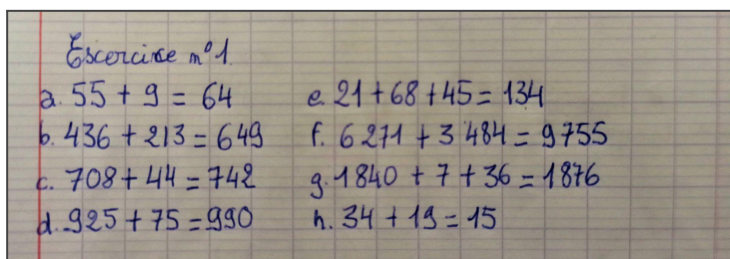 Exercice n°1
a. 55 + 9 = 64
b. 436 + 213 = 649
c. 708 + 44 = 742
d. 925 + 75 = 990
e. 21 + 68 + 45 = 134
f. 6 271 + 3 484 = 9755
g. 1840 + 7 + 36 = 1876
h. 34 + 19 = 15